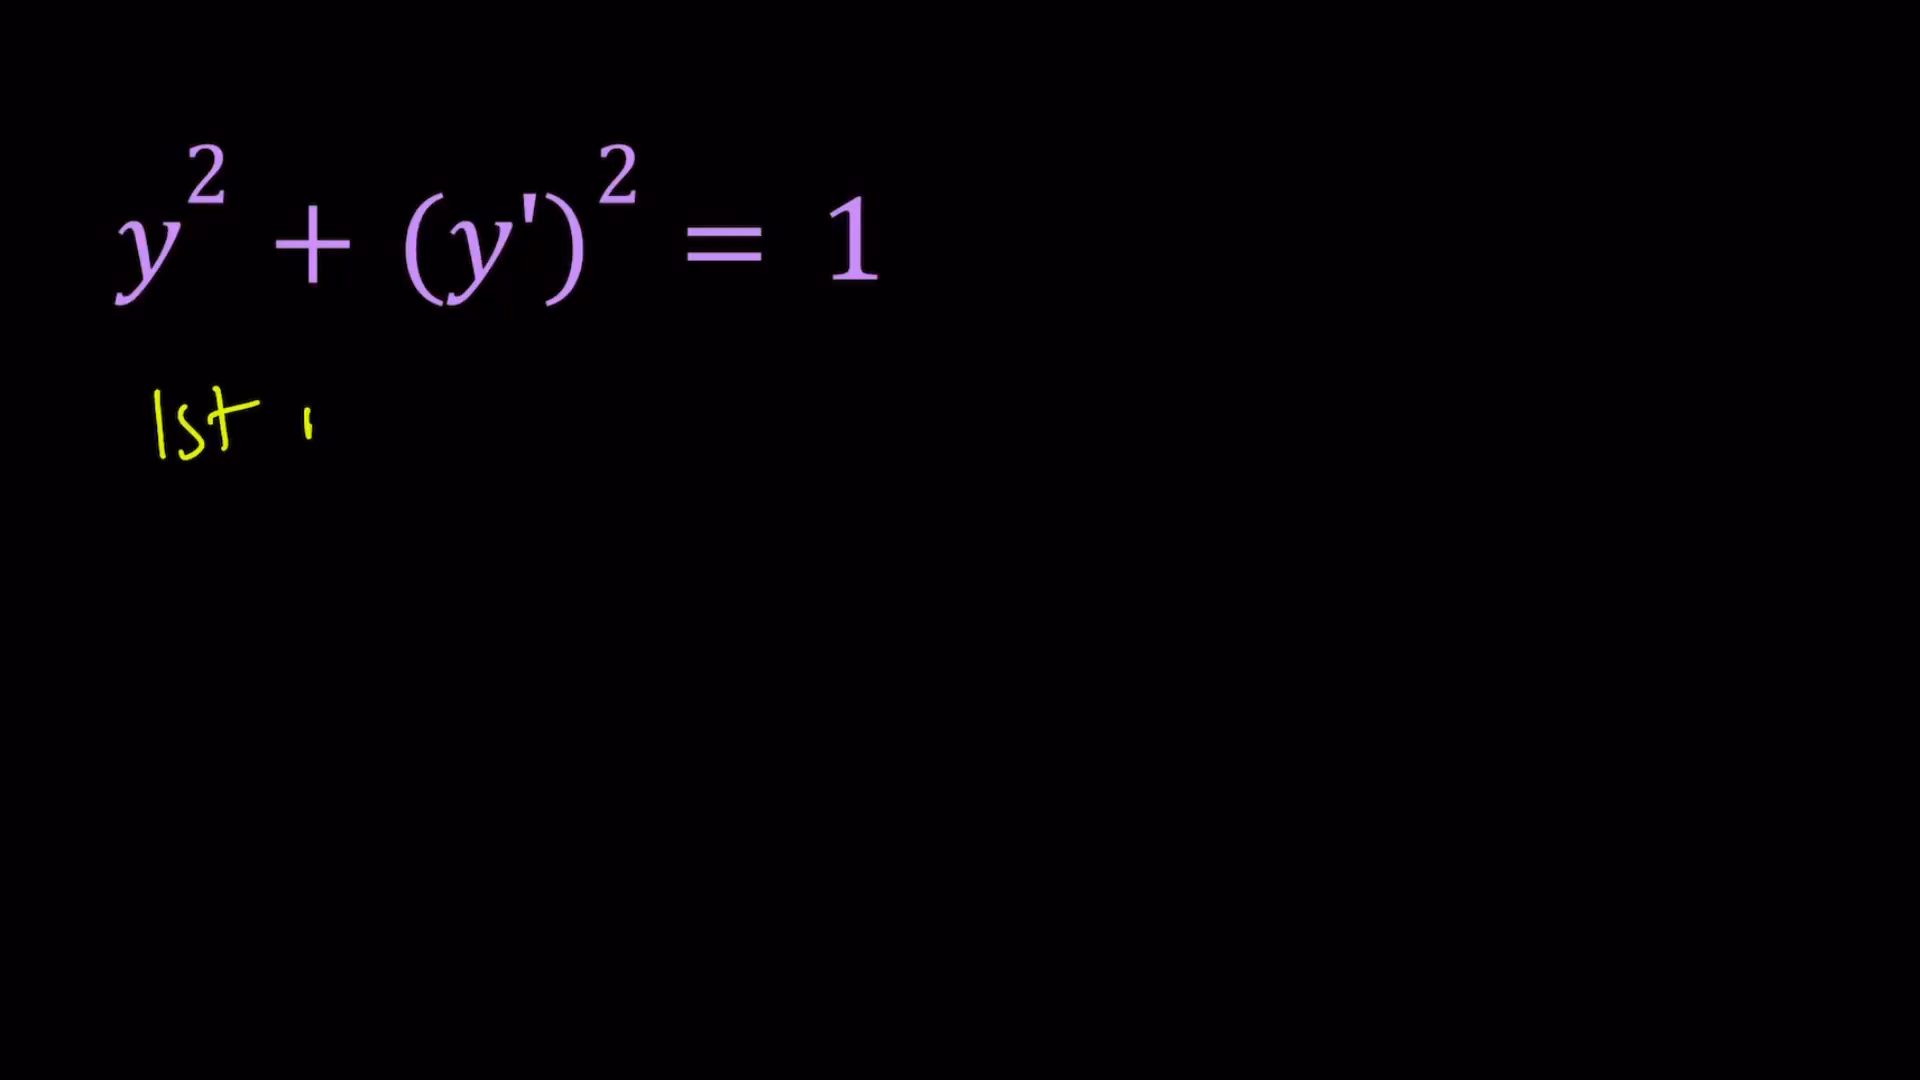 y² + (y')² = 1
1st